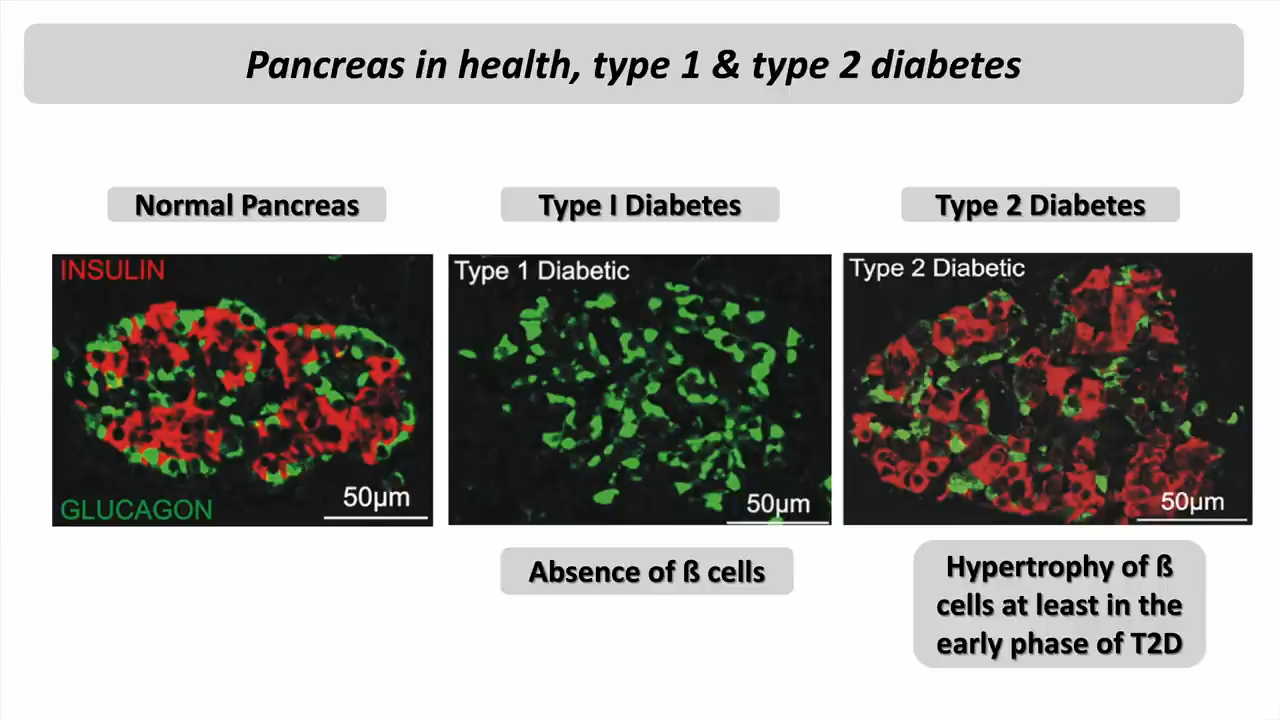 Pancreas in health, type 1 & type 2 diabetes
Normal Pancreas
Type I Diabetes
Type 2 Diabetes
INSULIN
GLUCAGON
50µm
Type 1 Diabetic
50µm
Type 2 Diabetic
50µm
Absence of ß cells
Hypertrophy of ß
cells at least in the
early phase of T2D